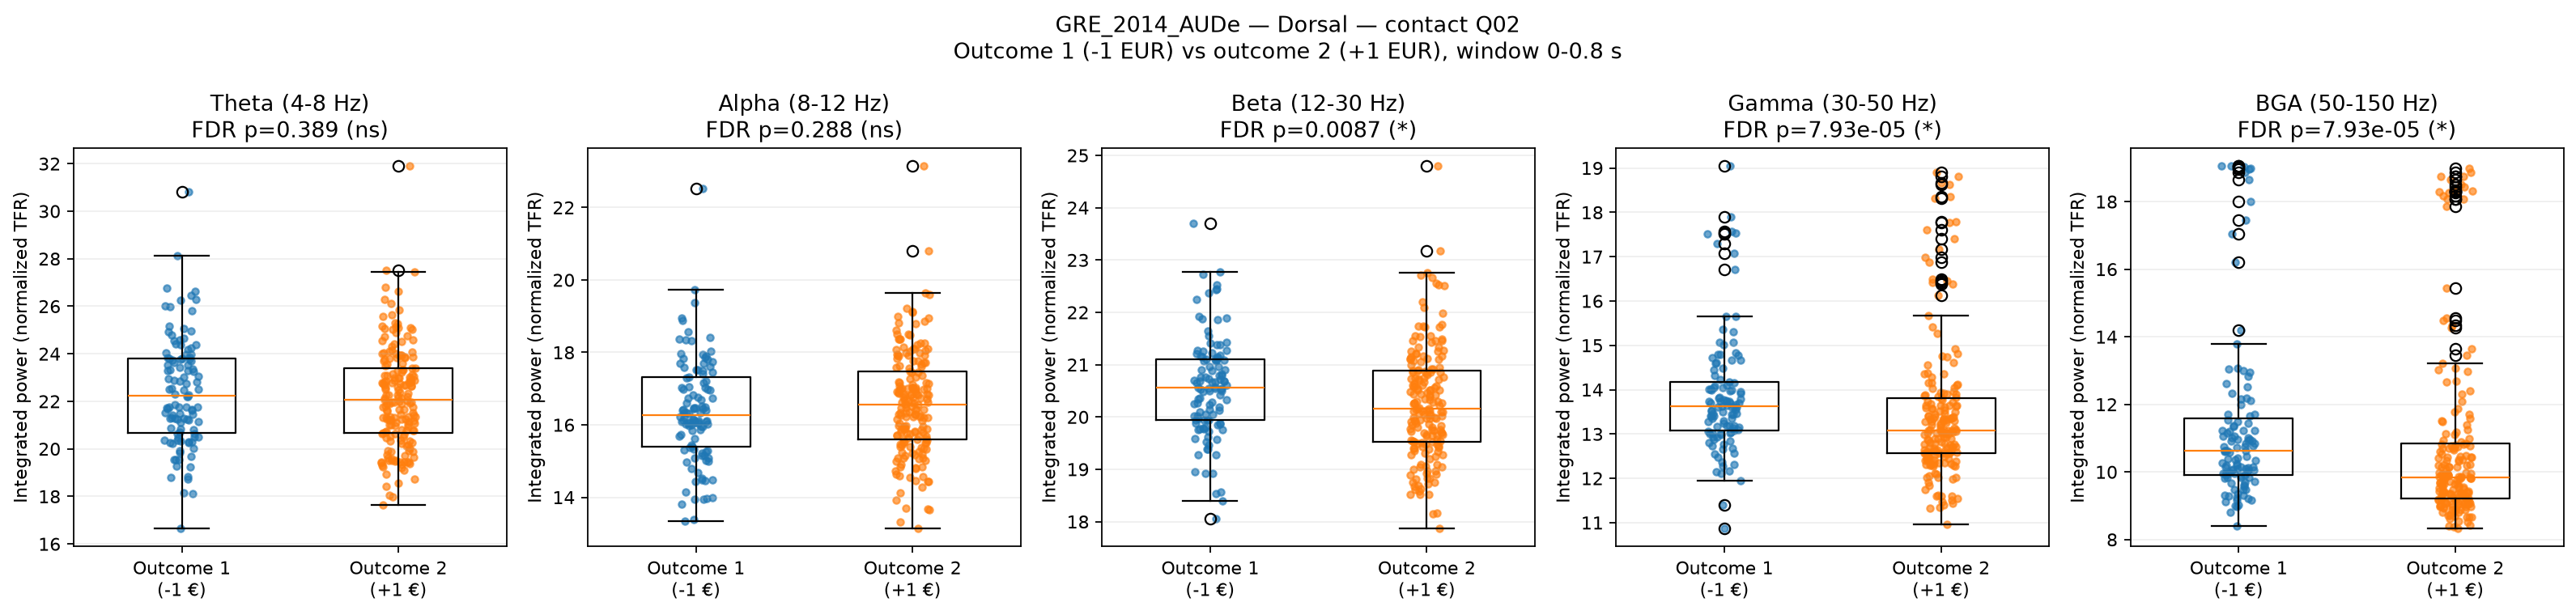 GRE_2014_AUDe — Dorsal — contact Q02
Outcome 1 (-1 EUR) vs outcome 2 (+1 EUR), window 0-0.8 s
Theta (4-8 Hz)
FDR p=0.389 (ns)
Integrated power (normalized TFR)
32
30
28
26
24
22
20
18
16
Outcome 1
(-1 €)
Outcome 2
(+1 €)
Alpha (8-12 Hz)
FDR p=0.288 (ns)
Integrated power (normalized TFR)
22
20
18
16
14
Outcome 1
(-1 €)
Outcome 2
(+1 €)
Beta (12-30 Hz)
FDR p=0.0087 (*)
Integrated power (normalized TFR)
25
24
23
22
21
20
19
18
Outcome 1
(-1 €)
Outcome 2
(+1 €)
Gamma (30-50 Hz)
FDR p=7.93e-05 (*)
Integrated power (normalized TFR)
19
18
17
16
15
14
13
12
11
Outcome 1
(-1 €)
Outcome 2
(+1 €)
BGA (50-150 Hz)
FDR p=7.93e-05 (*)
Integrated power (normalized TFR)
18
16
14
12
10
8
Outcome 1
(-1 €)
Outcome 2
(+1 €)